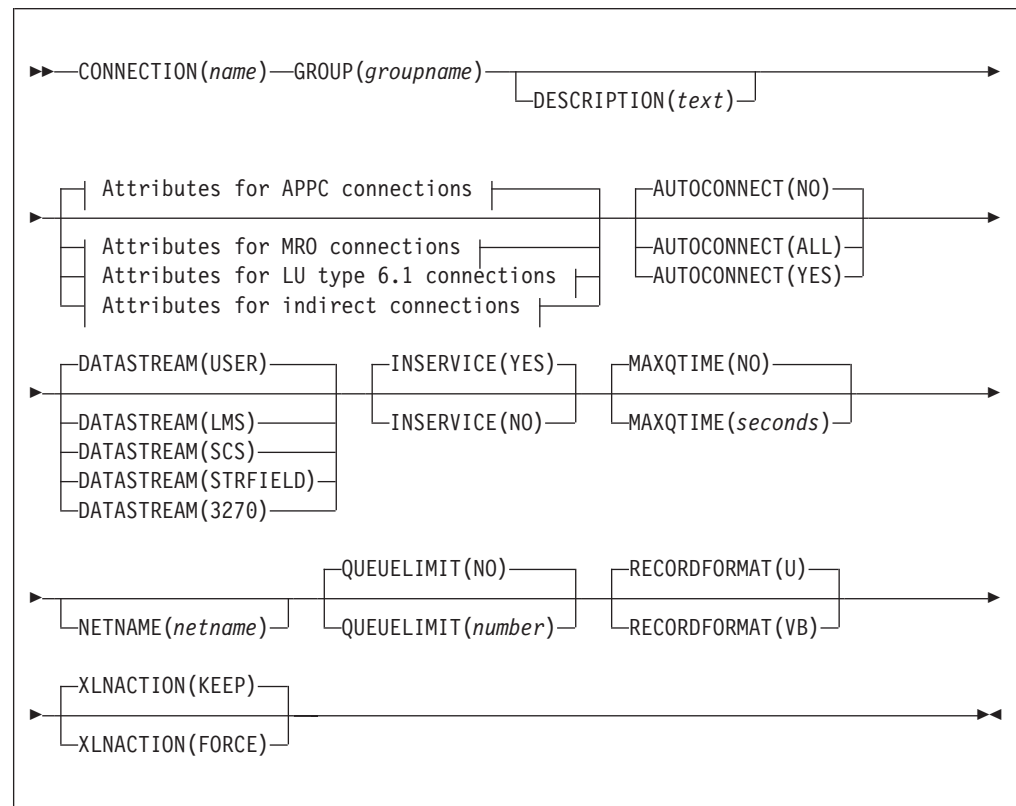 CONNECTION(name) GROUP(groupname)
DESCRIPTION(text)
Attributes for APPC connections AUTOCONNECT(NO)
Attributes for MRO connections AUTOCONNECT(ALL)
Attributes for LU type 6.1 connections AUTOCONNECT(YES)
Attributes for indirect connections
DATASTREAM(USER) INSERVICE(YES) MAXQTIME(NO)
DATASTREAM(LMS) INSERVICE(NO) MAXQTIME(seconds)
DATASTREAM(SCS)
DATASTREAM(STRFIELD)
DATASTREAM(3270)
QUEUELIMIT(NO) RECORDFORMAT(U)
NETNAME(netname) QUEUELIMIT(number) RECORDFORMAT(VB)
XLNACTION(KEEP)
XLNACTION(FORCE)